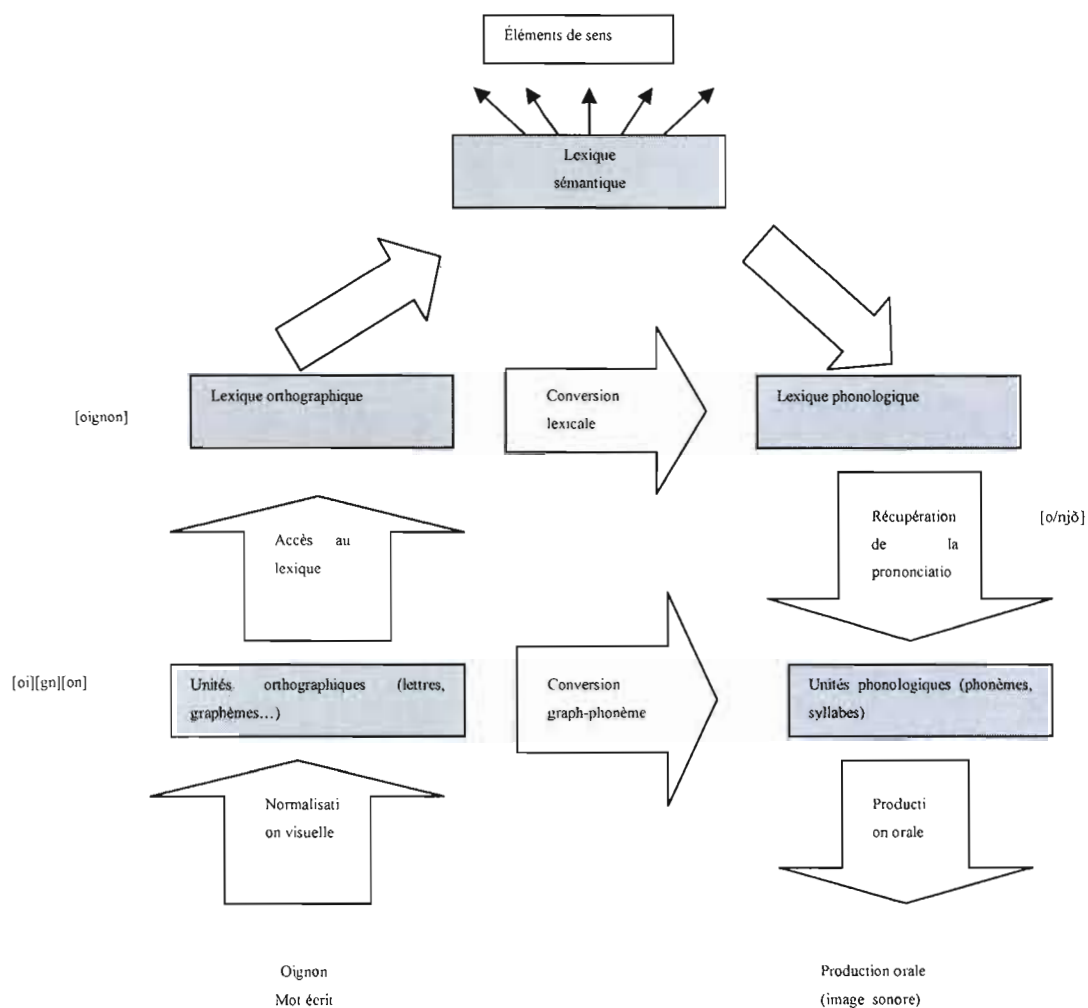 Éléments de sens
Lexique
sémantique
Lexique orthographique
Conversion
lexicale
Lexique phonologique
[oignon]
Accès au
lexique
Récupération
de la
prononciatio
[o/njõ]
[oi][gn][on]
Unités orthographiques (lettres,
graphèmes...)
Conversion
graph-phonème
Unités phonologiques (phonèmes,
syllabes)
Normalisati
on visuelle
Producti
on orale
Oignon
Mot écrit
Production orale
(image sonore)